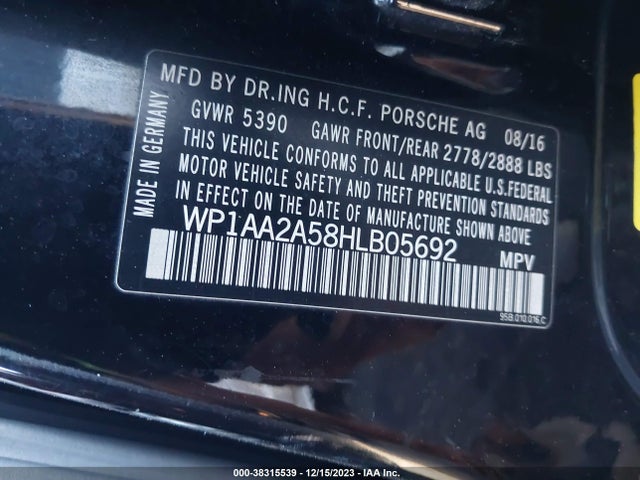 MFD BY DR.ING H.C.F. PORSCHE AG 08/16
GVWR 5390 GAWR FRONT/REAR 2778/2888 LBS
THIS VEHICLE CONFORMS TO ALL APPLICABLE U.S.FEDERAL
MOTOR VEHICLE SAFETY AND THEFT PREVENTION STANDARDS
IN EFFECT ON THE DATE OF MANUFACTURE SHOWN ABOVE.
WP1AA2A58HLB05692 MPV
MADE IN GERMANY
95B.010.016.C
000-38315539 - 12/15/2023 - IAA Inc.